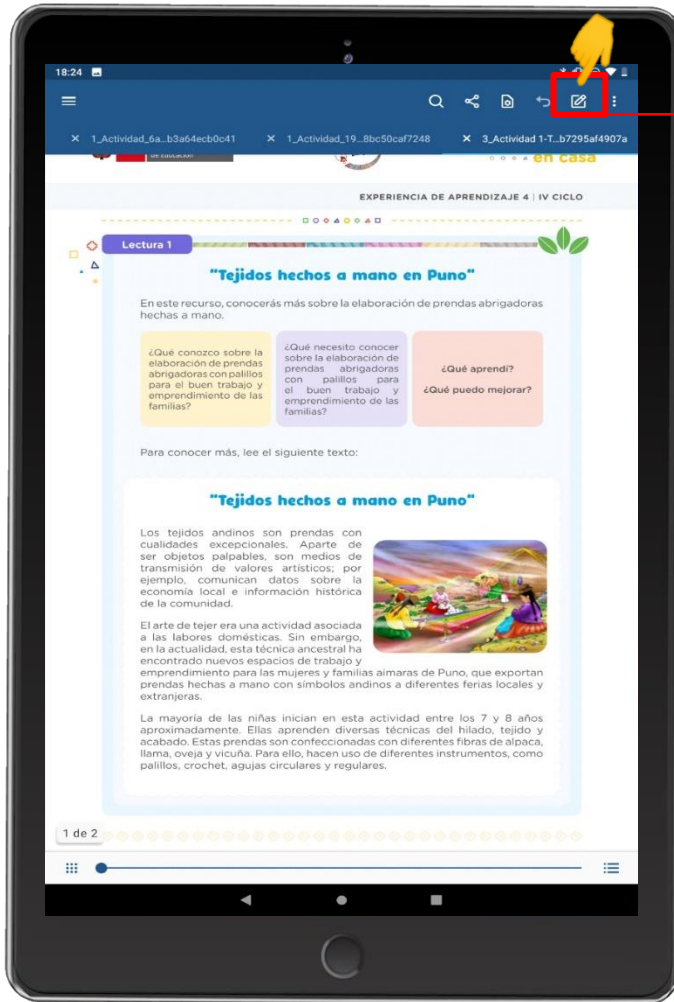 18:24
1_Actividad_6a...b3a64ecb0c41
1_Actividad_19...8bc50caf7248
3_Actividad 1-T...b7295af4907a
de Educación
en casa
EXPERIENCIA DE APRENDIZAJE 4 | IV CICLO
Lectura 1
"Tejidos hechos a mano en Puno"
En este recurso, conocerás más sobre la elaboración de prendas abrigadoras
hechas a mano.
¿Qué conozco sobre la
elaboración de prendas
abrigadoras con palillos
para el buen trabajo y
emprendimiento de las
familias?
¿Qué necesito conocer
sobre la elaboración de
prendas abrigadoras
con palillos para
el buen trabajo y
emprendimiento de las
familias?
¿Qué aprendí?
¿Qué puedo mejorar?
Para conocer más, lee el siguiente texto:
"Tejidos hechos a mano en Puno"
Los tejidos andinos son prendas con
cualidades excepcionales. Aparte de
ser objetos palpables, son medios de
transmisión de valores artísticos; por
ejemplo, comunican datos sobre la
economía local e información histórica
de la comunidad.
El arte de tejer era una actividad asociada
a las labores domésticas. Sin embargo,
en la actualidad, esta técnica ancestral ha
encontrado nuevos espacios de trabajo y
emprendimiento para las mujeres y familias aimaras de Puno, que exportan
prendas hechas a mano con símbolos andinos a diferentes ferias locales y
extranjeras.
La mayoría de las niñas inician en esta actividad entre los 7 y 8 años
aproximadamente. Ellas aprenden diversas técnicas del hilado, tejido y
acabado. Estas prendas son confeccionadas con diferentes fibras de alpaca,
llama, oveja y vicuña. Para ello, hacen uso de diferentes instrumentos, como
palillos, crochet, agujas circulares y regulares.
1 de 2